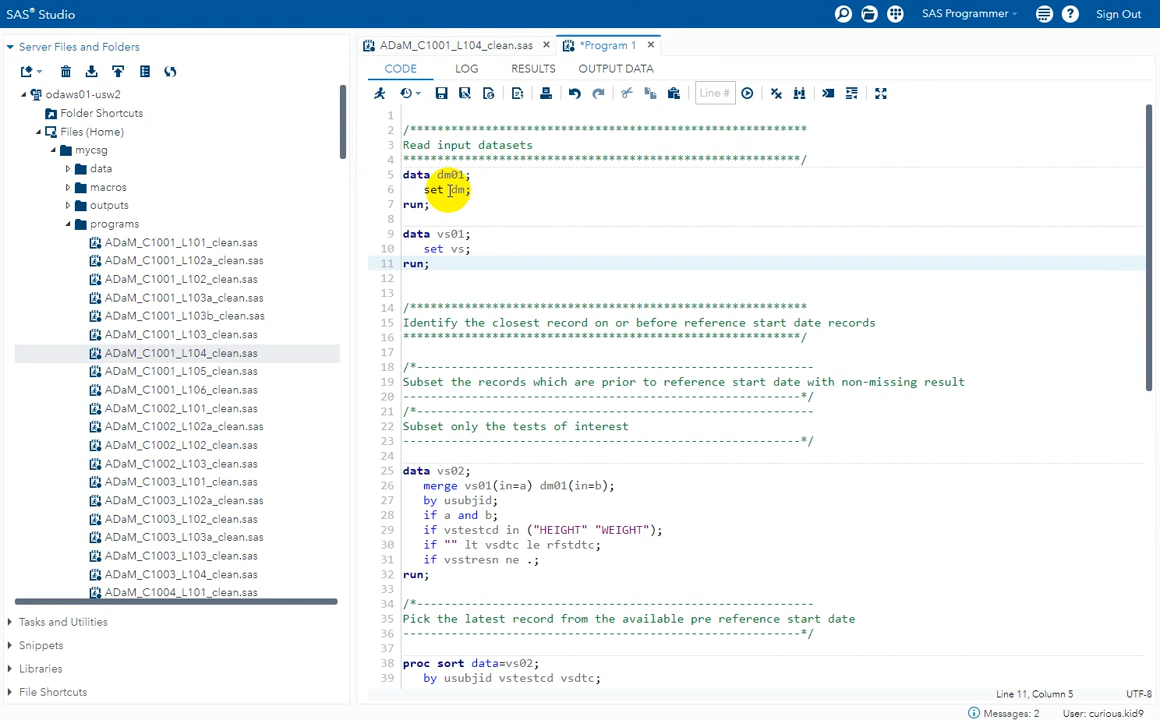 SAS® Studio
SAS Programmer
Sign Out
Server Files and Folders
odaws01-usw2
Folder Shortcuts
Files (Home)
mycsg
data
macros
outputs
programs
ADaM_C1001_L101_clean.sas
ADaM_C1001_L102a_clean.sas
ADaM_C1001_L102_clean.sas
ADaM_C1001_L103a_clean.sas
ADaM_C1001_L103b_clean.sas
ADaM_C1001_L103_clean.sas
ADaM_C1001_L104_clean.sas
ADaM_C1001_L105_clean.sas
ADaM_C1001_L106_clean.sas
ADaM_C1002_L101_clean.sas
ADaM_C1002_L102a_clean.sas
ADaM_C1002_L102_clean.sas
ADaM_C1002_L103_clean.sas
ADaM_C1003_L101_clean.sas
ADaM_C1003_L102a_clean.sas
ADaM_C1003_L102_clean.sas
ADaM_C1003_L103a_clean.sas
ADaM_C1003_L103_clean.sas
ADaM_C1003_L104_clean.sas
ADaM_C1004_L101_clean.sas
Tasks and Utilities
Snippets
Libraries
File Shortcuts
ADaM_C1001_L104_clean.sas × *Program 1 ×
CODE LOG RESULTS OUTPUT DATA
Line #
1
2 /**********************************************************
3 Read input datasets
4 **********************************************************/
5 data dm01;
6 set dm;
7 run;
8
9 data vs01;
10 set vs;
11 run;
12
13
14 /**********************************************************
15 Identify the closest record on or before reference start date records
16 **********************************************************/
17
18 /*----------------------------------------------------------
19 Subset the records which are prior to reference start date with non-missing result
20 ----------------------------------------------------------*/
21 /*----------------------------------------------------------
22 Subset only the tests of interest
23 ----------------------------------------------------------*/
24
25 data vs02;
26 merge vs01(in=a) dm01(in=b);
27 by usubjid;
28 if a and b;
29 if vstestcd in ("HEIGHT" "WEIGHT");
30 if "" lt vsdtc le rfstdtc;
31 if vsstresn ne .;
32 run;
33
34 /*----------------------------------------------------------
35 Pick the latest record from the available pre reference start date
36 ----------------------------------------------------------*/
37
38 proc sort data=vs02;
39 by usubjid vstestcd vsdtc;
Line 11, Column 5 UTF-8
Messages: 2 User: curious.kid9